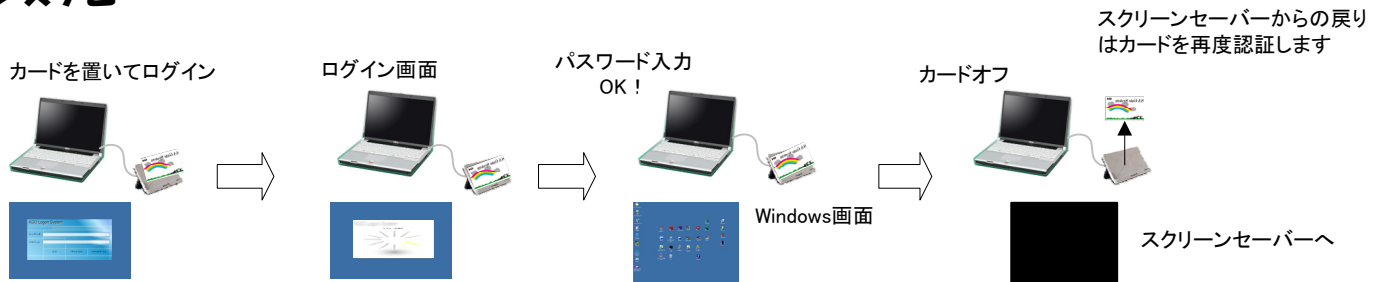 スクリーンセーバーからの戻り
はカードを再度認証します
カードを置いてログイン
ログイン画面
パスワード入力
OK！
カードオフ
Windows画面
スクリーンセーバーへ